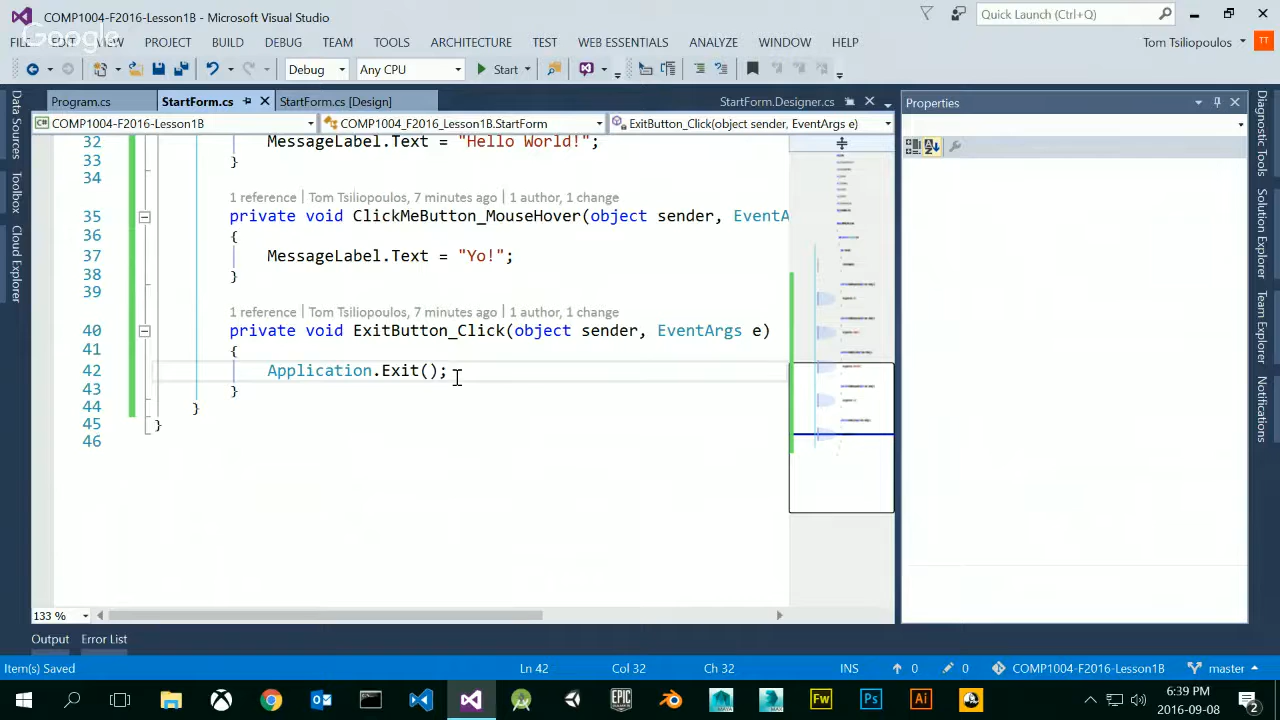 COMP1004-F2016-Lesson1B - Microsoft Visual Studio
Quick Launch (Ctrl+Q)
Google
FILE EDIT VIEW PROJECT BUILD DEBUG TEAM TOOLS ARCHITECTURE TEST WEB ESSENTIALS ANALYZE WINDOW HELP
Tom Tsiliopoulos TT
Debug Any CPU Start
Program.cs StartForm.cs StartForm.cs [Design] StartForm.Designer.cs
COMP1004-F2016-Lesson1B COMP1004_F2016_Lesson1B.StartForm ExitButton_Click(object sender, EventArgs e)
32 MessageLabel.Text = "Hello World!";
33 }
34
1 reference | Tom Tsiliopoulos, 7 minutes ago | 1 author, 1 change
35 private void ClickMeButton_MouseHover(object sender, EventA
36
37 MessageLabel.Text = "Yo!";
38 }
39
1 reference | Tom Tsiliopoulos, 7 minutes ago | 1 author, 1 change
40 private void ExitButton_Click(object sender, EventArgs e)
41 {
42 Application.Exit();
43 }
44 }
45 }
46
133 %
Data Sources
Toolbox
Cloud Explorer
Properties
Diagnostic Tools
Solution Explorer
Team Explorer
Notifications
Output Error List
Item(s) Saved Ln 42 Col 32 Ch 32 INS 0 0 COMP1004-F2016-Lesson1B master
Fw Ps Ai
6:39 PM
2016-09-08
2